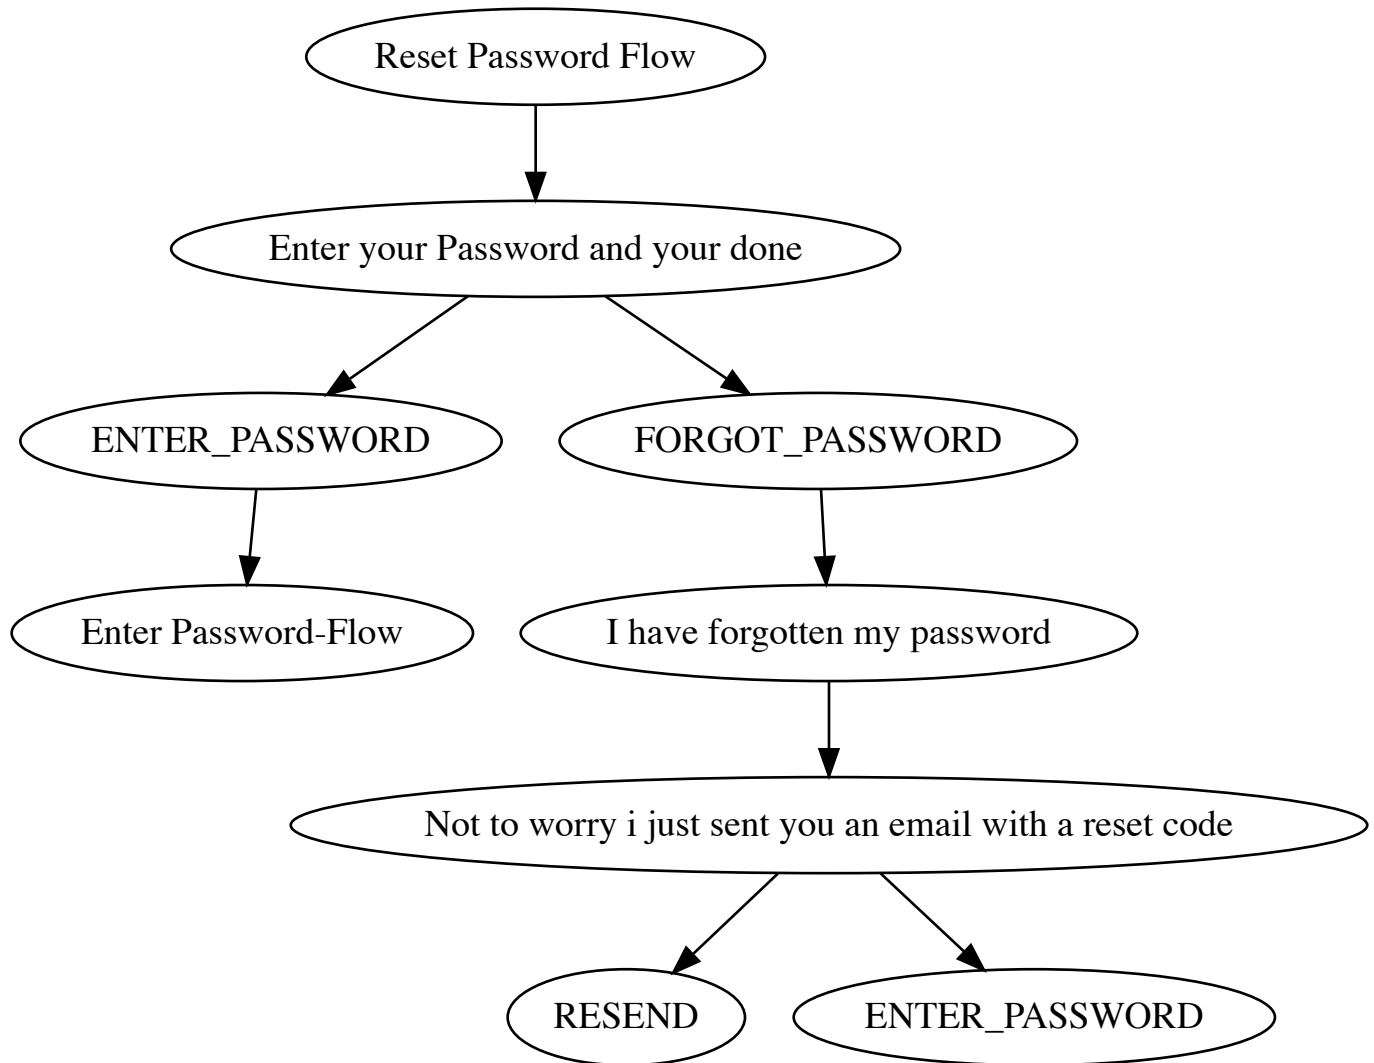 Reset Password Flow
Enter your Password and your done
ENTER_PASSWORD
FORGOT_PASSWORD
Enter Password-Flow
I have forgotten my password
Not to worry i just sent you an email with a reset code
RESEND
ENTER_PASSWORD